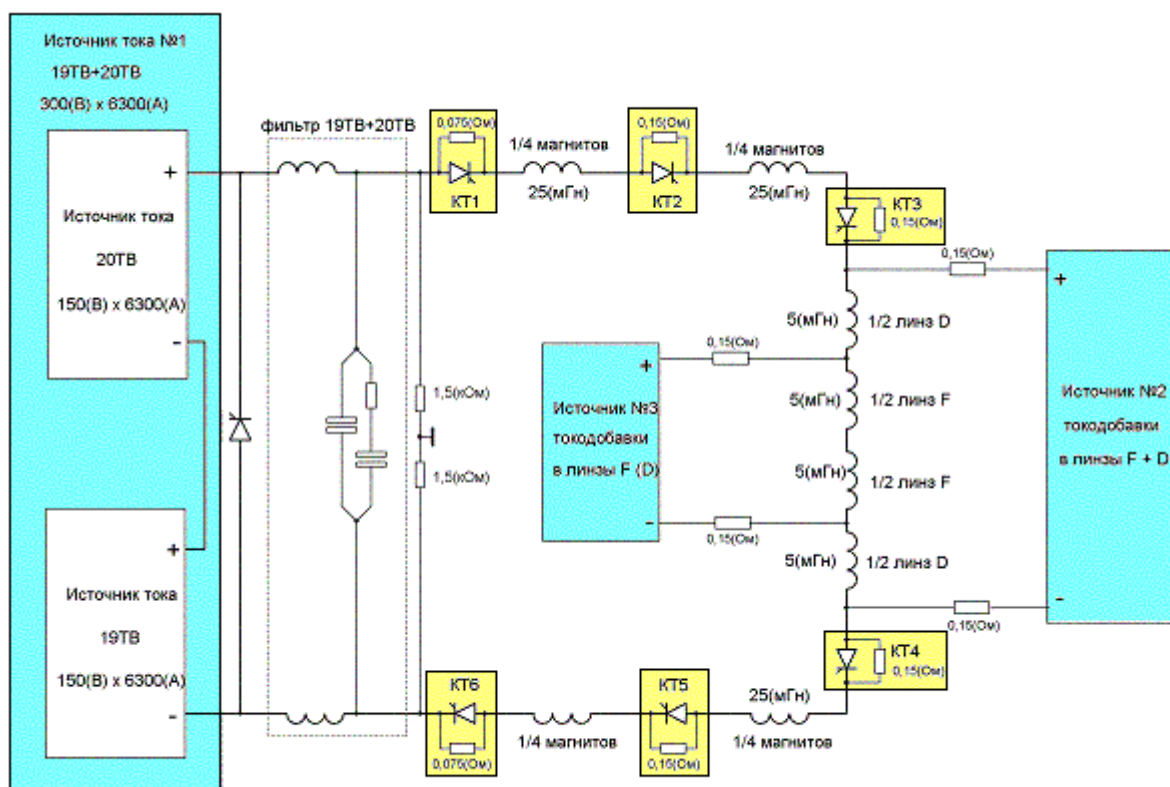 Источник тока №1
19ТВ+20ТВ
300(В) x 6300(А)
+
Источник тока
20ТВ
150(В) x 6300(А)
-
+
Источник тока
19ТВ
150(В) x 6300(А)
-
фильтр 19ТВ+20ТВ
1,5(кОм)
1,5(кОм)
0,075(Ом)
КТ1
1/4 магнитов
25(мГн)
0,15(Ом)
КТ2
1/4 магнитов
25(мГн)
КТ3
0,15(Ом)
0,15(Ом)
+
Источник №2
токодобавки
в линзы F + D
-
0,15(Ом)
5(мГн)
1/2 линз D
5(мГн)
1/2 линз F
5(мГн)
1/2 линз F
5(мГн)
1/2 линз D
0,15(Ом)
+
Источник №3
токодобавки
в линзы F (D)
-
0,15(Ом)
КТ4
0,15(Ом)
25(мГн)
1/4 магнитов
КТ5
0,15(Ом)
1/4 магнитов
КТ6
0,075(Ом)